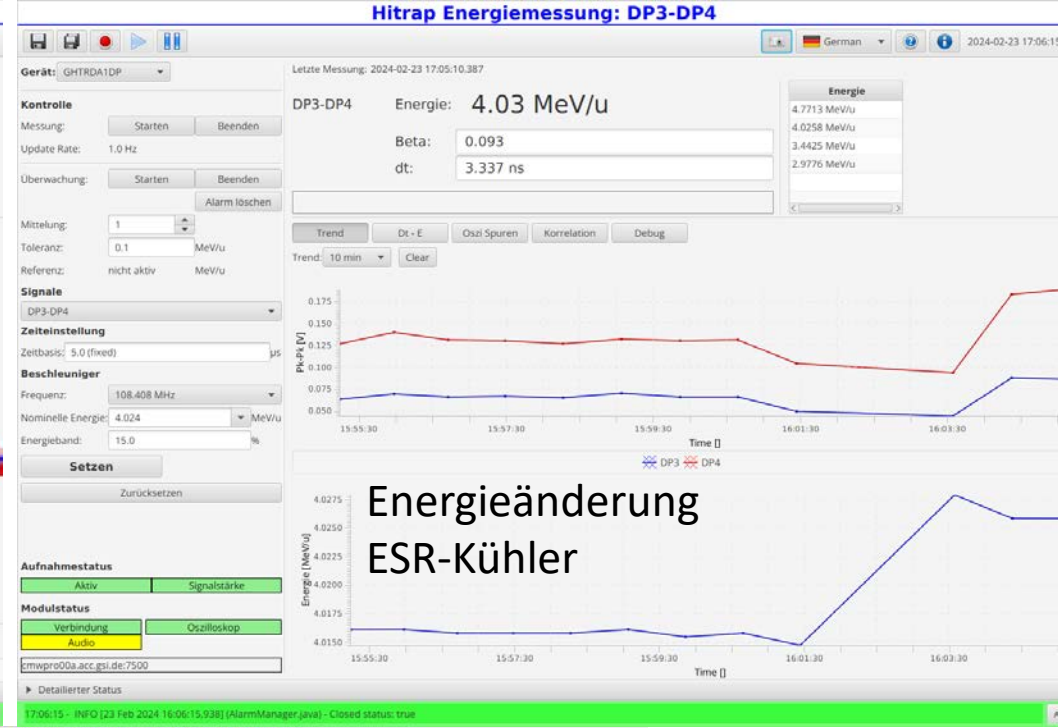 Hitrap Energiemessung: DP3-DP4
German
2024-02-23 17:06:15
Gerät: GHTRDA1DP
Letzte Messung: 2024-02-23 17:05:10.387
Kontrolle
Messung: Starten Beenden
Update Rate: 1.0 Hz
Überwachung: Starten Beenden
Alarm löschen
Mittelung: 1
Toleranz: 0.1 MeV/u
Referenz: nicht aktiv MeV/u
Signale
DP3-DP4
Zeiteinstellung
Zeitbasis: 5.0 (fixed) µs
Beschleuniger
Frequenz: 108.408 MHz
Nominelle Energie: 4.024 MeV/u
Energieband: 15.0 %
Setzen
Zurücksetzen
Aufnahmestatus
Aktiv Signalstärke
Modulstatus
Verbindung Oszilloskop
Audio
cmwpro00a.acc.gsi.de:7500
DP3-DP4 Energie: 4.03 MeV/u
Beta: 0.093
dt: 3.337 ns
Energie
4.7713 MeV/u
4.0258 MeV/u
3.4425 MeV/u
2.9776 MeV/u
Trend Dt - E Oszi Spuren Korrelation Debug
Trend: 10 min Clear
Pk-Pk [V]
0.175
0.150
0.125
0.100
0.075
0.050
15:55:30 15:57:30 15:59:30 16:01:30 16:03:30
Time []
DP3 DP4
Energieänderung
ESR-Kühler
Energie [MeV/u]
4.0275
4.0250
4.0225
4.0200
4.0175
4.0150
15:55:30 15:57:30 15:59:30 16:01:30 16:03:30
Time []
Detailierter Status
17:06:15 - INFO [23 Feb 2024 16:06:15,938] (AlarmManager.java) - Closed status: true